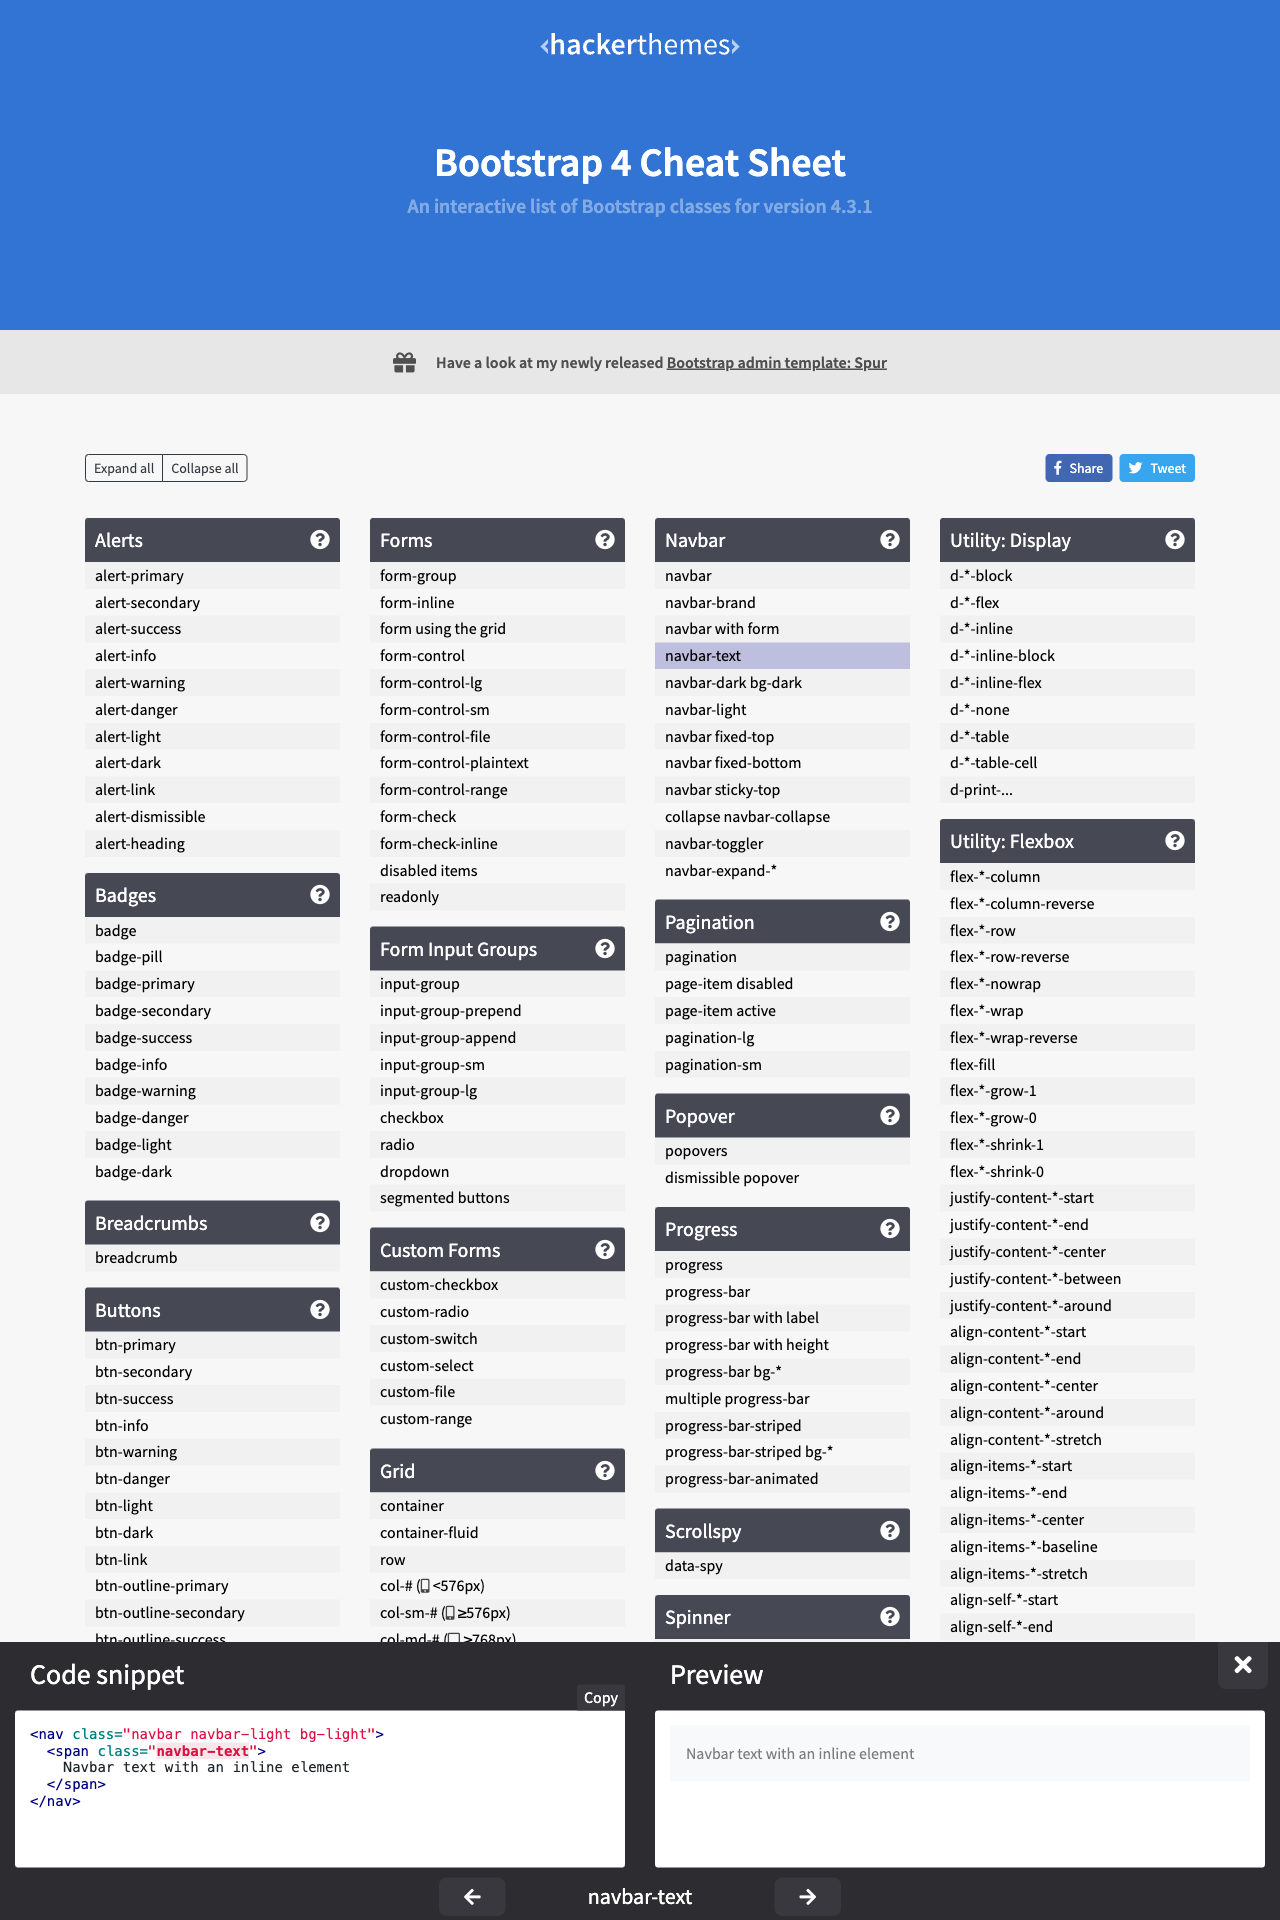 ‹hackerthemes›
Bootstrap 4 Cheat Sheet
An interactive list of Bootstrap classes for version 4.3.1
Have a look at my newly released Bootstrap admin template: Spur
Expand all
Collapse all
Share
Tweet
Alerts
alert-primary
alert-secondary
alert-success
alert-info
alert-warning
alert-danger
alert-light
alert-dark
alert-link
alert-dismissible
alert-heading
Badges
badge
badge-pill
badge-primary
badge-secondary
badge-success
badge-info
badge-warning
badge-danger
badge-light
badge-dark
Breadcrumbs
breadcrumb
Buttons
btn-primary
btn-secondary
btn-success
btn-info
btn-warning
btn-danger
btn-light
btn-dark
btn-link
btn-outline-primary
btn-outline-secondary
btn-outline-success
Forms
form-group
form-inline
form using the grid
form-control
form-control-lg
form-control-sm
form-control-file
form-control-plaintext
form-control-range
form-check
form-check-inline
disabled items
readonly
Form Input Groups
input-group
input-group-prepend
input-group-append
input-group-sm
input-group-lg
checkbox
radio
dropdown
segmented buttons
Custom Forms
custom-checkbox
custom-radio
custom-switch
custom-select
custom-file
custom-range
Grid
container
container-fluid
row
col-# (<576px)
col-sm-# (≥576px)
col-md-# (≥768px)
Navbar
navbar
navbar-brand
navbar with form
navbar-text
navbar-dark bg-dark
navbar-light
navbar fixed-top
navbar fixed-bottom
navbar sticky-top
collapse navbar-collapse
navbar-toggler
navbar-expand-*
Pagination
pagination
page-item disabled
page-item active
pagination-lg
pagination-sm
Popover
popovers
dismissible popover
Progress
progress
progress-bar
progress-bar with label
progress-bar with height
progress-bar bg-*
multiple progress-bar
progress-bar-striped
progress-bar-striped bg-*
progress-bar-animated
Scrollspy
data-spy
Spinner
Utility: Display
d-*-block
d-*-flex
d-*-inline
d-*-inline-block
d-*-inline-flex
d-*-none
d-*-table
d-*-table-cell
d-print-...
Utility: Flexbox
flex-*-column
flex-*-column-reverse
flex-*-row
flex-*-row-reverse
flex-*-nowrap
flex-*-wrap
flex-*-wrap-reverse
flex-fill
flex-*-grow-1
flex-*-grow-0
flex-*-shrink-1
flex-*-shrink-0
justify-content-*-start
justify-content-*-end
justify-content-*-center
justify-content-*-between
justify-content-*-around
align-content-*-start
align-content-*-end
align-content-*-center
align-content-*-around
align-content-*-stretch
align-items-*-start
align-items-*-end
align-items-*-center
align-items-*-baseline
align-items-*-stretch
align-self-*-start
align-self-*-end
Code snippet
Copy
<nav class="navbar navbar-light bg-light">
  <span class="navbar-text">
    Navbar text with an inline element
  </span>
</nav>
Preview
Navbar text with an inline element
navbar-text